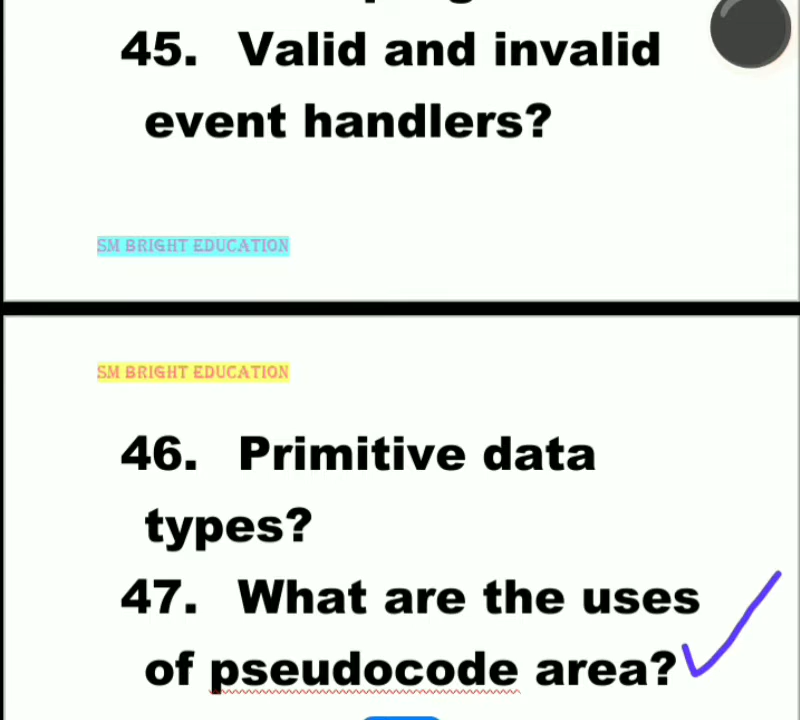 45. Valid and invalid
event handlers?
SM BRIGHT EDUCATION
SM BRIGHT EDUCATION
46. Primitive data
types?
47. What are the uses
of pseudocode area?